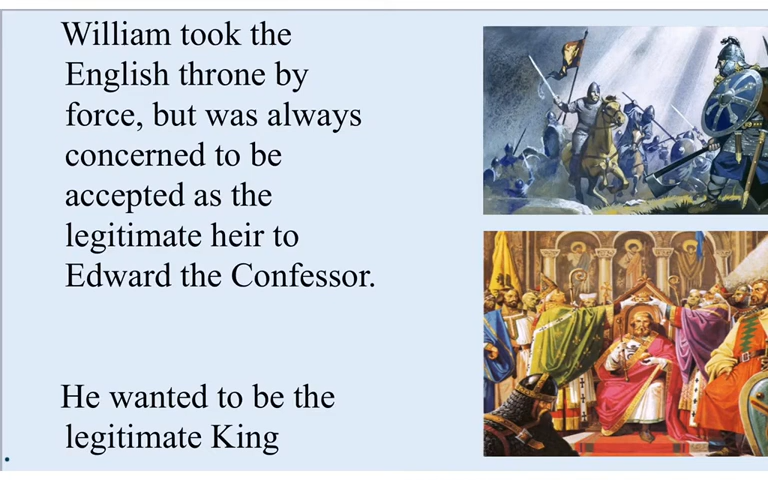 William took the
English throne by
force, but was always
concerned to be
accepted as the
legitimate heir to
Edward the Confessor.
He wanted to be the
legitimate King